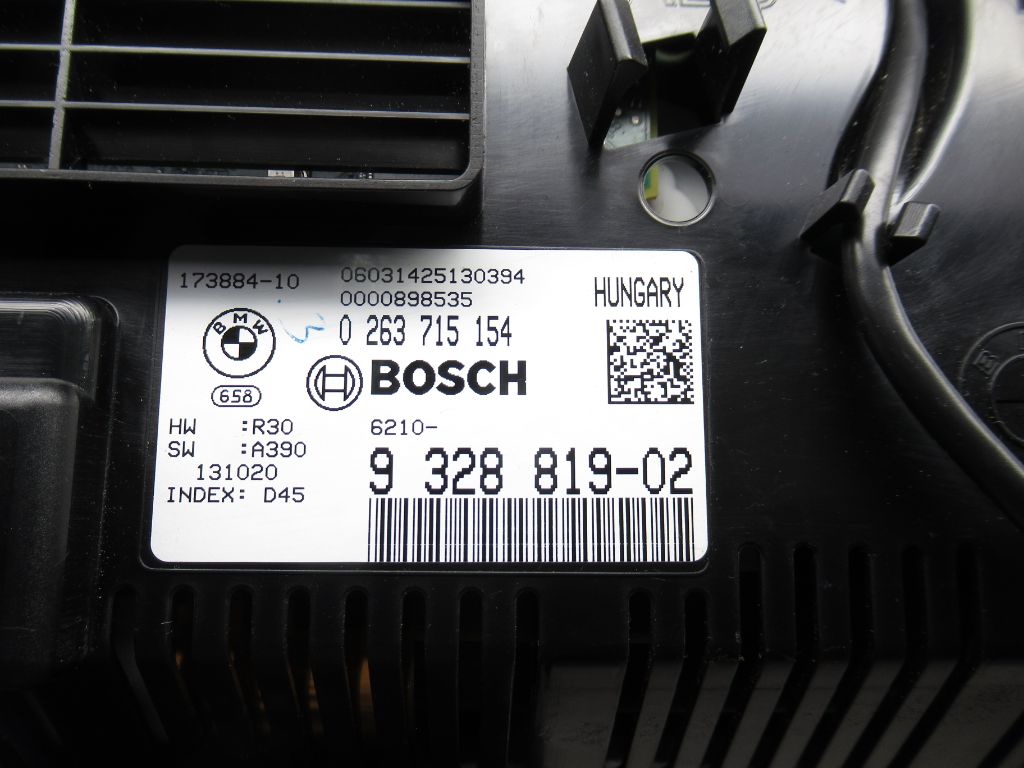 173884-10
06031425130394
0000898535
HUNGARY
BMW
0 263 715 154
658
BOSCH
HW :R30
SW :A390
131020
INDEX: D45
6210-
9 328 819-02